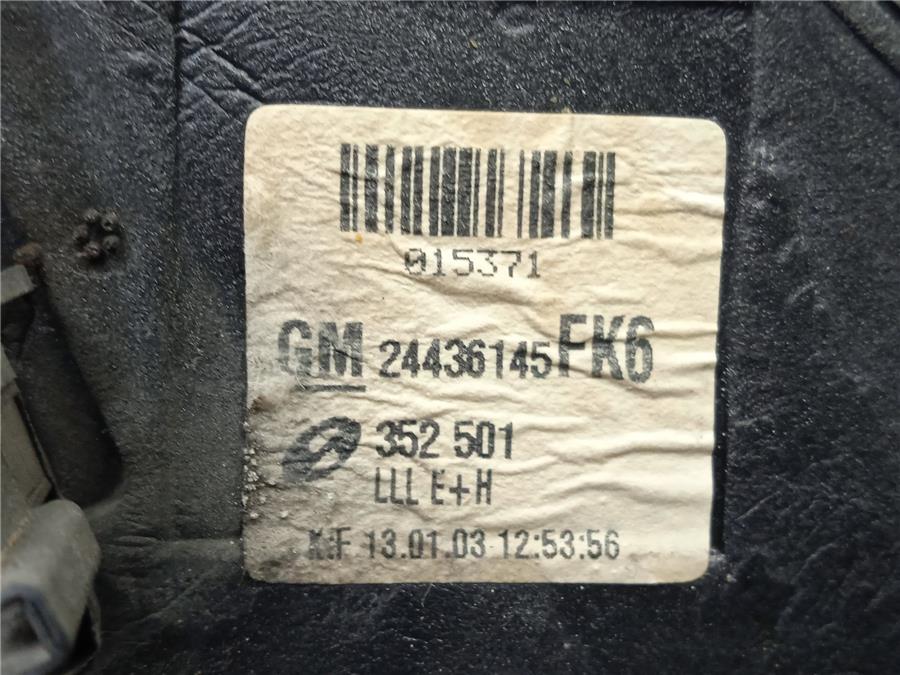 015371
GM 24436145 FK6
352 501
LLL E+H
K:F 13.01.03 12:53:56